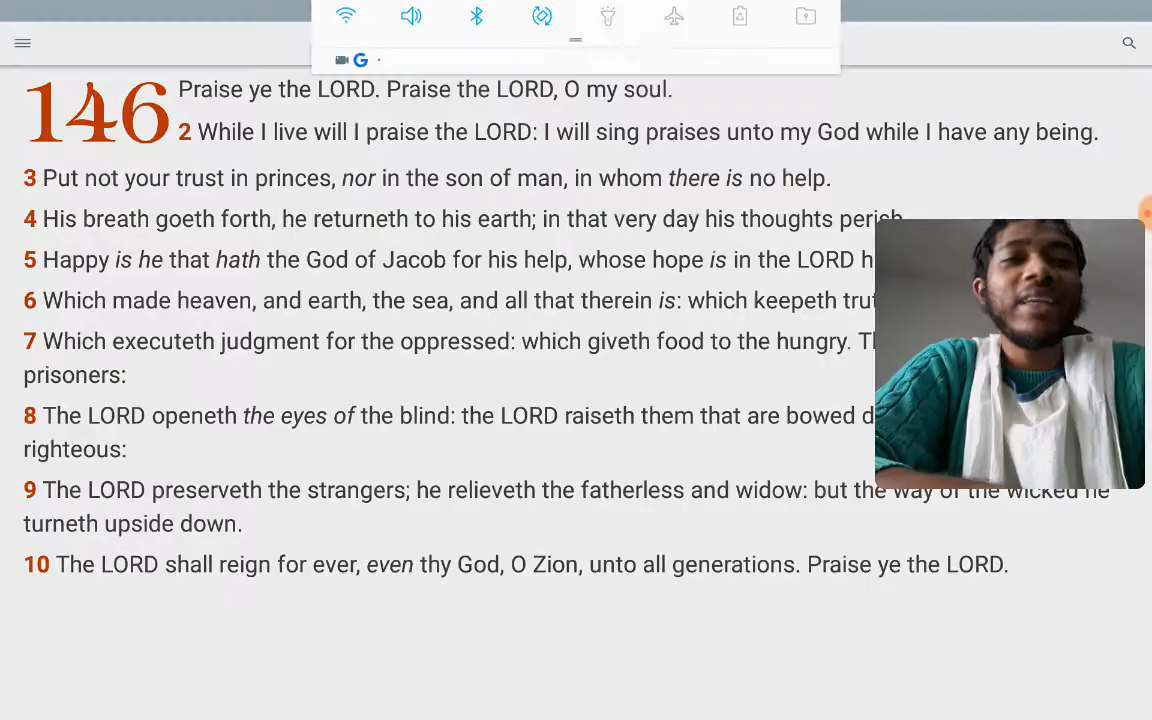 146 Praise ye the LORD. Praise the LORD, O my soul.
2 While I live will I praise the LORD: I will sing praises unto my God while I have any being.
3 Put not your trust in princes, nor in the son of man, in whom there is no help.
4 His breath goeth forth, he returneth to his earth; in that very day his thoughts perish
5 Happy is he that hath the God of Jacob for his help, whose hope is in the LORD
6 Which made heaven, and earth, the sea, and all that therein is: which keepeth
7 Which executeth judgment for the oppressed: which giveth food to the hungry.
prisoners:
8 The LORD openeth the eyes of the blind: the LORD raiseth them that are bowed
righteous:
9 The LORD preserveth the strangers; he relieveth the fatherless and widow: but the way of the wicked he
turneth upside down.
10 The LORD shall reign for ever, even thy God, O Zion, unto all generations. Praise ye the LORD.